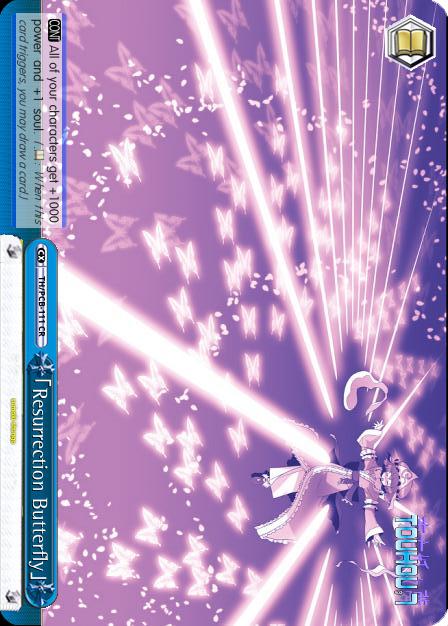 CONT All of your characters get +1000
power and +1 soul. ( : When this
card triggers, you may draw a card.)
CX
TH/PCB-111 CR
「Resurrection Butterfly」
TOUHOU